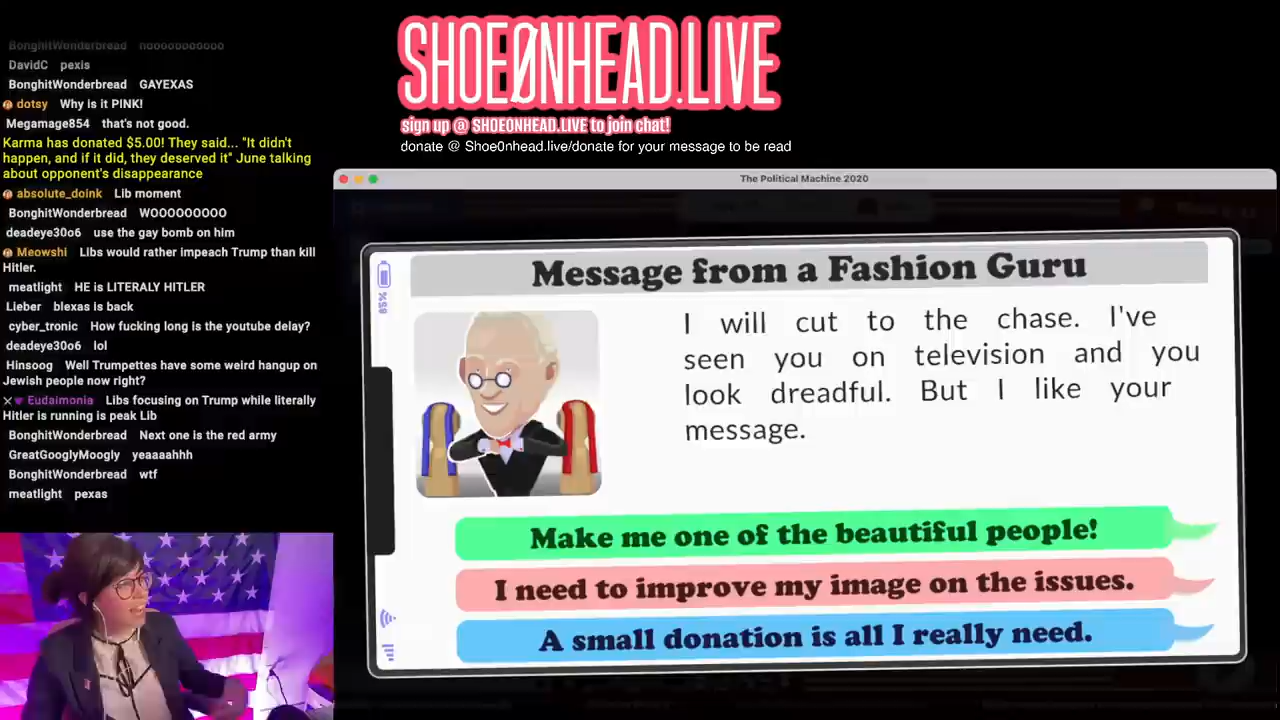 BonghitWonderbread nooooooooooo
DavidC pexis
BonghitWonderbread GAYEXAS
dotsy Why is it PINK!
Megamage854 that's not good.
Karma has donated $5.00! They said... "It didn't
happen, and if it did, they deserved it" June talking
about opponent's disappearance
absolute_doink Lib moment
BonghitWonderbread WOOOOOOOOO
deadeye30o6 use the gay bomb on him
Meowshi Libs would rather impeach Trump than kill
Hitler.
meatlight HE is LITERALY HITLER
Lieber blexas is back
cyber_tronic How fucking long is the youtube delay?
deadeye30o6 lol
Hinsoog Well Trumpettes have some weird hangup on
Jewish people now right?
Eudaimonia Libs focusing on Trump while literally
Hitler is running is peak Lib
BonghitWonderbread Next one is the red army
GreatGooglyMoogly yeaaaahhh
BonghitWonderbread wtf
meatlight pexas
SHOEØNHEAD.LIVE
sign up @ SHOE0NHEAD.LIVE to join chat!
donate @ Shoe0nhead.live/donate for your message to be read
The Political Machine 2020
85%
Message from a Fashion Guru
I will cut to the chase. I've
seen you on television and you
look dreadful. But I like your
message.
Make me one of the beautiful people!
I need to improve my image on the issues.
A small donation is all I really need.